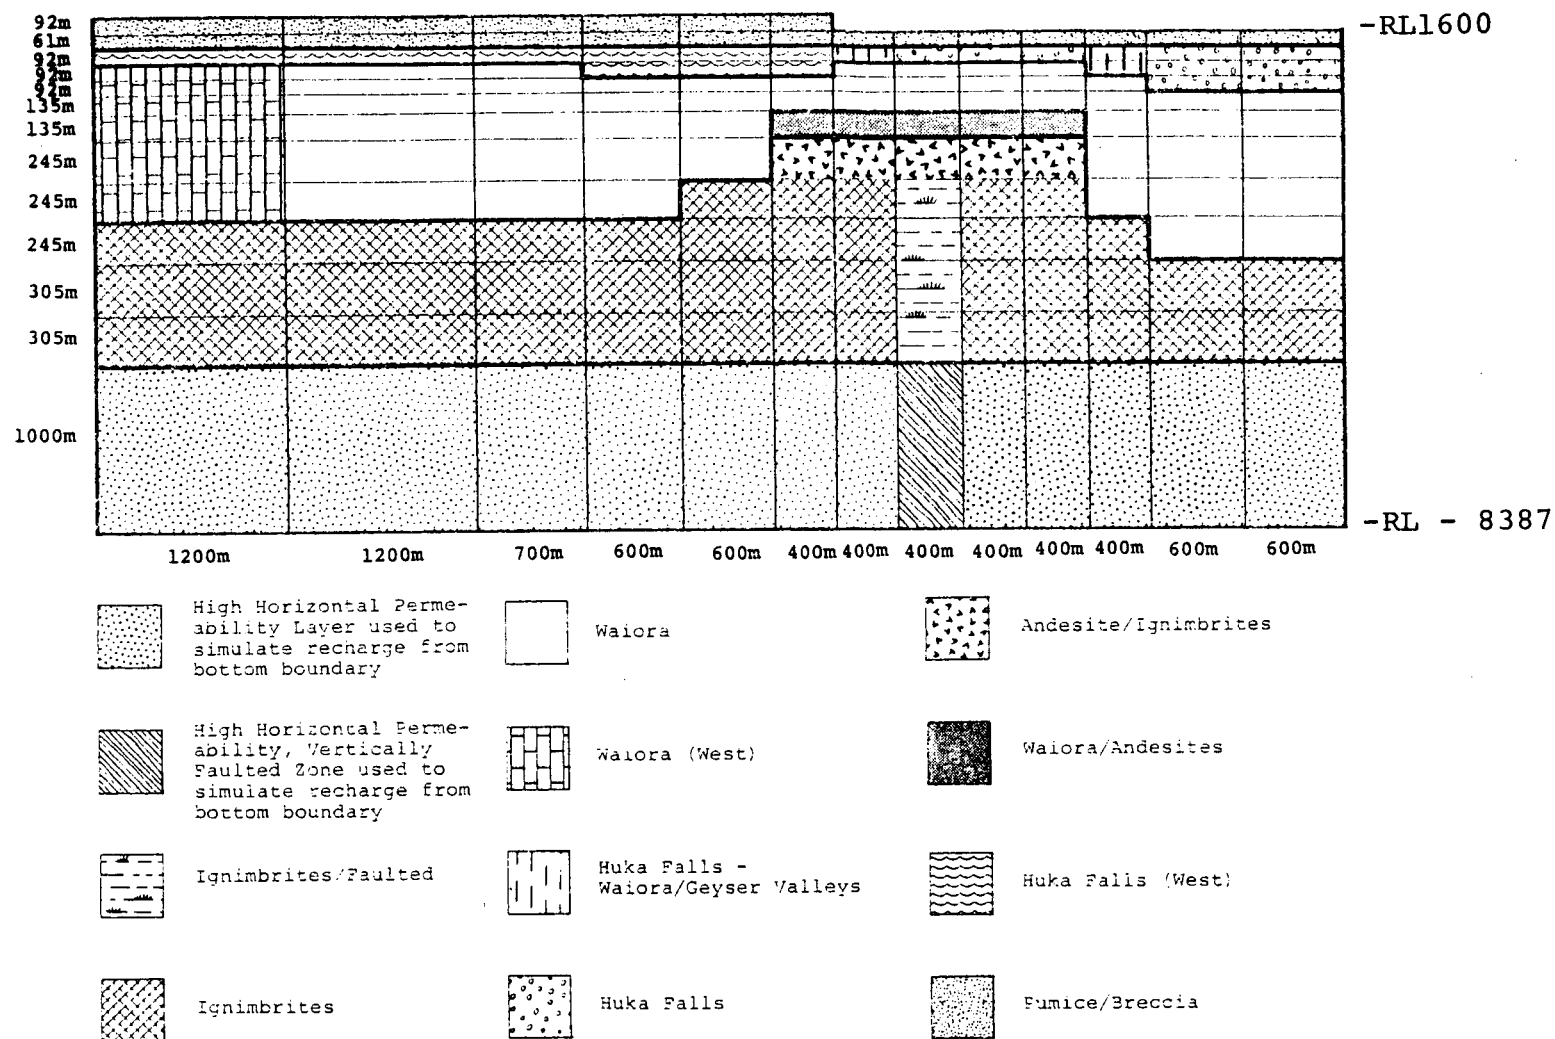 92m
61m
92m
92m
92m
135m
135m
245m
245m
245m
305m
305m
1000m
-RL1600
-RL - 8387
1200m 1200m 700m 600m 600m 400m 400m 400m 400m 400m 400m 600m 600m
High Horizontal Perme-
ability Layer used to
simulate recharge from
bottom boundary
Waiora
Andesite/Ignimbrites
High Horizontal Perme-
ability, Vertically
Faulted Zone used to
simulate recharge from
bottom boundary
Waiora (West)
Waiora/Andesites
Ignimbrites/Faulted
Huka Falls -
Waiora/Geyser Valleys
Huka Falls (West)
Ignimbrites
Huka Falls
Pumice/Breccia